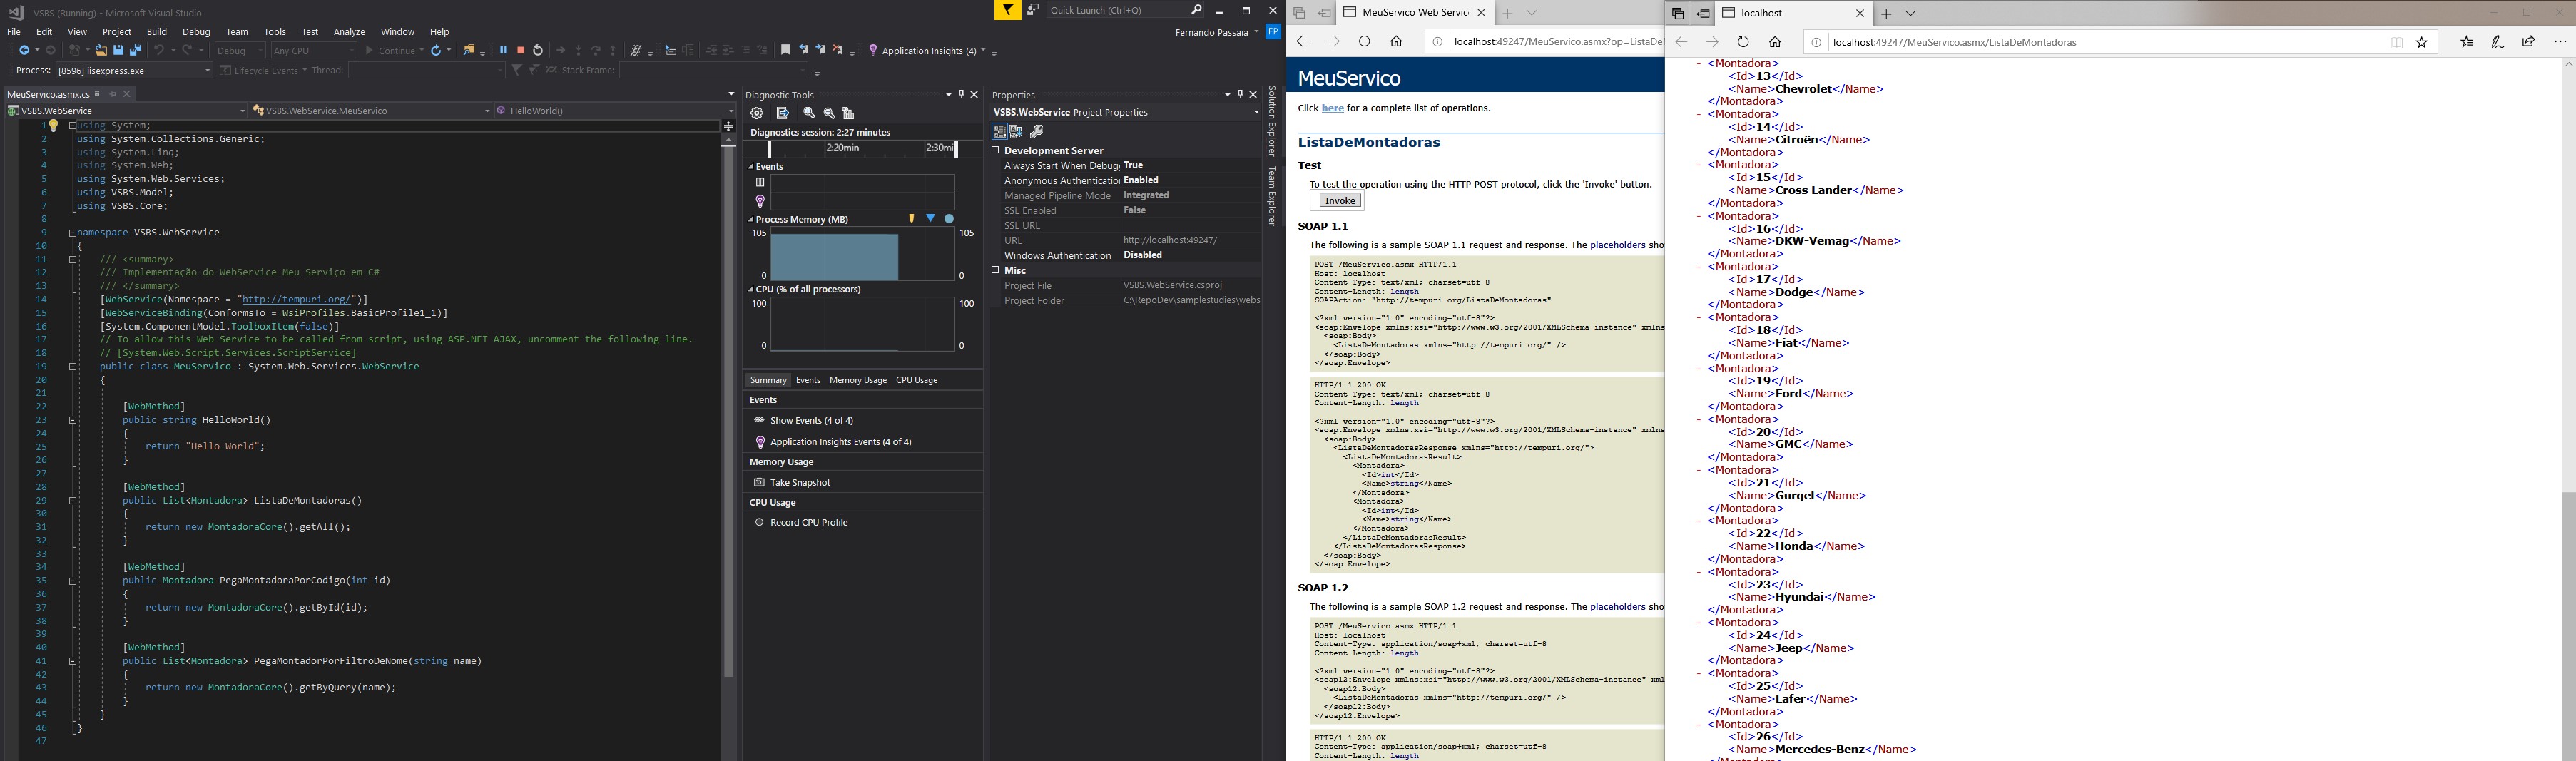 VSBS (Running) - Microsoft Visual Studio
Quick Launch (Ctrl+Q)
File Edit View Project Build Debug Team Tools Test Analyze Window Help
Fernando Passaia FP
Debug Any CPU Continue Application Insights (4)
Process: [8596] iisexpress.exe Lifecycle Events Thread: Stack Frame:
MeuServico.asmx.cs
VSBS.WebService VSBS.WebService.MeuServico HelloWorld()
1 using System;
2 using System.Collections.Generic;
3 using System.Linq;
4 using System.Web;
5 using System.Web.Services;
6 using VSBS.Model;
7 using VSBS.Core;
8
9 namespace VSBS.WebService
10 {
11 /// <summary>
12 /// Implementação do WebService Meu Serviço em C#
13 /// </summary>
14 [WebService(Namespace = "http://tempuri.org/")]
15 [WebServiceBinding(ConformsTo = WsiProfiles.BasicProfile1_1)]
16 [System.ComponentModel.ToolboxItem(false)]
17 // To allow this Web Service to be called from script, using ASP.NET AJAX, uncomment the following line.
18 // [System.Web.Script.Services.ScriptService]
19 public class MeuServico : System.Web.Services.WebService
20 {
21
22 [WebMethod]
23 public string HelloWorld()
24 {
25 return "Hello World";
26 }
27
28 [WebMethod]
29 public List<Montadora> ListaDeMontadoras()
30 {
31 return new MontadoraCore().getAll();
32 }
33
34 [WebMethod]
35 public Montadora PegaMontadoraPorCodigo(int id)
36 {
37 return new MontadoraCore().getById(id);
38 }
39
40 [WebMethod]
41 public List<Montadora> PegaMontadorPorFiltroDeNome(string name)
42 {
43 return new MontadoraCore().getByQuery(name);
44 }
45 }
46 }
47
Diagnostic Tools
Diagnostics session: 2:27 minutes
2:20min 2:30mi
Events
Process Memory (MB)
105 105
0 0
CPU (% of all processors)
100 100
0 0
Summary Events Memory Usage CPU Usage
Events
Show Events (4 of 4)
Application Insights Events (4 of 4)
Memory Usage
Take Snapshot
CPU Usage
Record CPU Profile
Properties
VSBS.WebService Project Properties
Development Server
Always Start When Debug True
Anonymous Authenticatio Enabled
Managed Pipeline Mode Integrated
SSL Enabled False
SSL URL
URL http://localhost:49247/
Windows Authentication Disabled
Misc
Project File VSBS.WebService.csproj
Project Folder C:\RepoDev\samplestudies\webs
Solution Explorer
Team Explorer
MeuServico Web Servic
localhost:49247/MeuServico.asmx?op=ListaDeI
MeuServico
Click here for a complete list of operations.
ListaDeMontadoras
Test
To test the operation using the HTTP POST protocol, click the 'Invoke' button.
Invoke
SOAP 1.1
The following is a sample SOAP 1.1 request and response. The placeholders sho
POST /MeuServico.asmx HTTP/1.1
Host: localhost
Content-Type: text/xml; charset=utf-8
Content-Length: length
SOAPAction: "http://tempuri.org/ListaDeMontadoras"
<?xml version="1.0" encoding="utf-8"?>
<soap:Envelope xmlns:xsi="http://www.w3.org/2001/XMLSchema-instance" xmlns
<soap:Body>
<ListaDeMontadoras xmlns="http://tempuri.org/" />
</soap:Body>
</soap:Envelope>
HTTP/1.1 200 OK
Content-Type: text/xml; charset=utf-8
Content-Length: length
<?xml version="1.0" encoding="utf-8"?>
<soap:Envelope xmlns:xsi="http://www.w3.org/2001/XMLSchema-instance" xmlns
<soap:Body>
<ListaDeMontadorasResponse xmlns="http://tempuri.org/">
<ListaDeMontadorasResult>
<Montadora>
<Id>int</Id>
<Name>string</Name>
</Montadora>
<Montadora>
<Id>int</Id>
<Name>string</Name>
</Montadora>
</ListaDeMontadorasResult>
</ListaDeMontadorasResponse>
</soap:Body>
</soap:Envelope>
SOAP 1.2
The following is a sample SOAP 1.2 request and response. The placeholders sho
POST /MeuServico.asmx HTTP/1.1
Host: localhost
Content-Type: application/soap+xml; charset=utf-8
Content-Length: length
<?xml version="1.0" encoding="utf-8"?>
<soap12:Envelope xmlns:xsi="http://www.w3.org/2001/XMLSchema-instance" xml
<soap12:Body>
<ListaDeMontadoras xmlns="http://tempuri.org/" />
</soap12:Body>
</soap12:Envelope>
HTTP/1.1 200 OK
Content-Type: application/soap+xml; charset=utf-8
Content-Length: length
localhost
localhost:49247/MeuServico.asmx/ListaDeMontadoras
- <Montadora>
<Id>13</Id>
<Name>Chevrolet</Name>
</Montadora>
- <Montadora>
<Id>14</Id>
<Name>Citroën</Name>
</Montadora>
- <Montadora>
<Id>15</Id>
<Name>Cross Lander</Name>
</Montadora>
- <Montadora>
<Id>16</Id>
<Name>DKW-Vemag</Name>
</Montadora>
- <Montadora>
<Id>17</Id>
<Name>Dodge</Name>
</Montadora>
- <Montadora>
<Id>18</Id>
<Name>Fiat</Name>
</Montadora>
- <Montadora>
<Id>19</Id>
<Name>Ford</Name>
</Montadora>
- <Montadora>
<Id>20</Id>
<Name>GMC</Name>
</Montadora>
- <Montadora>
<Id>21</Id>
<Name>Gurgel</Name>
</Montadora>
- <Montadora>
<Id>22</Id>
<Name>Honda</Name>
</Montadora>
- <Montadora>
<Id>23</Id>
<Name>Hyundai</Name>
</Montadora>
- <Montadora>
<Id>24</Id>
<Name>Jeep</Name>
</Montadora>
- <Montadora>
<Id>25</Id>
<Name>Lafer</Name>
</Montadora>
- <Montadora>
<Id>26</Id>
<Name>Mercedes-Benz</Name>